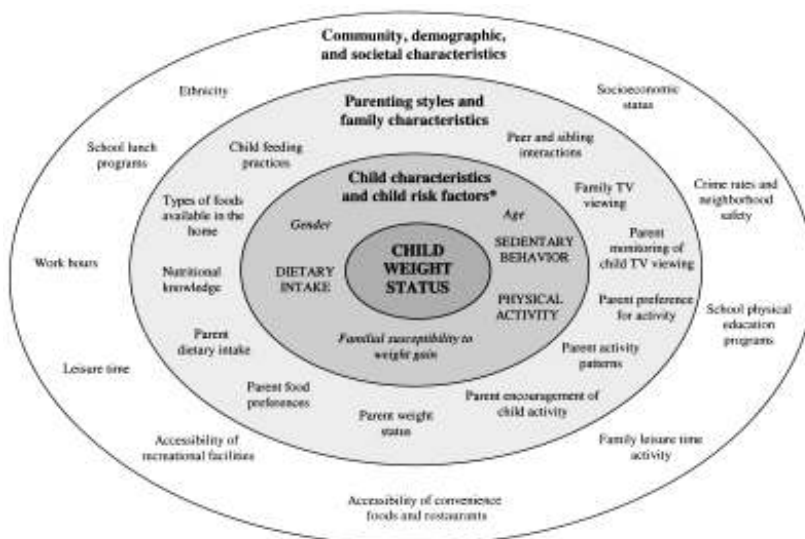 Community, demographic,
and societal characteristics
Ethnicity
Socioeconomic
status
School lunch
programs
Crime rates and
neighborhood
safety
Work hours
School physical
education
programs
Leisure time
Accessibility of
recreational facilities
Family leisure time
activity
Accessibility of convenience
foods and restaurants
Parenting styles and
family characteristics
Child feeding
practices
Peer and sibling
interactions
Types of foods
available in the
home
Family TV
viewing
Nutritional
knowledge
Parent
monitoring of
child TV viewing
Parent preference
for activity
Parent
dietary intake
Parent activity
patterns
Parent food
preferences
Parent weight
status
Parent encouragement of
child activity
Child characteristics
and child risk factors*
Gender
Age
DIETARY
INTAKE
SEDENTARY
BEHAVIOR
PHYSICAL
ACTIVITY
Familial susceptibility to
weight gain
CHILD
WEIGHT
STATUS